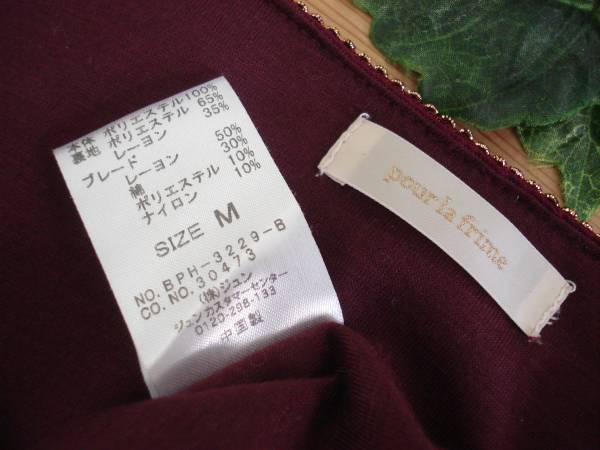 本体 ポリエステル100%
裏地 ポリエステル 65%
レーヨン 35%
ブレード
レーヨン 50%
綿 30%
ポリエステル 10%
ナイロン 10%
SIZE M
NO. BPH-3229-B
CO.NO. 30473
(株)ジュン
ジュンカスタマーセンター
0120-298-133
中国製
pour la frime